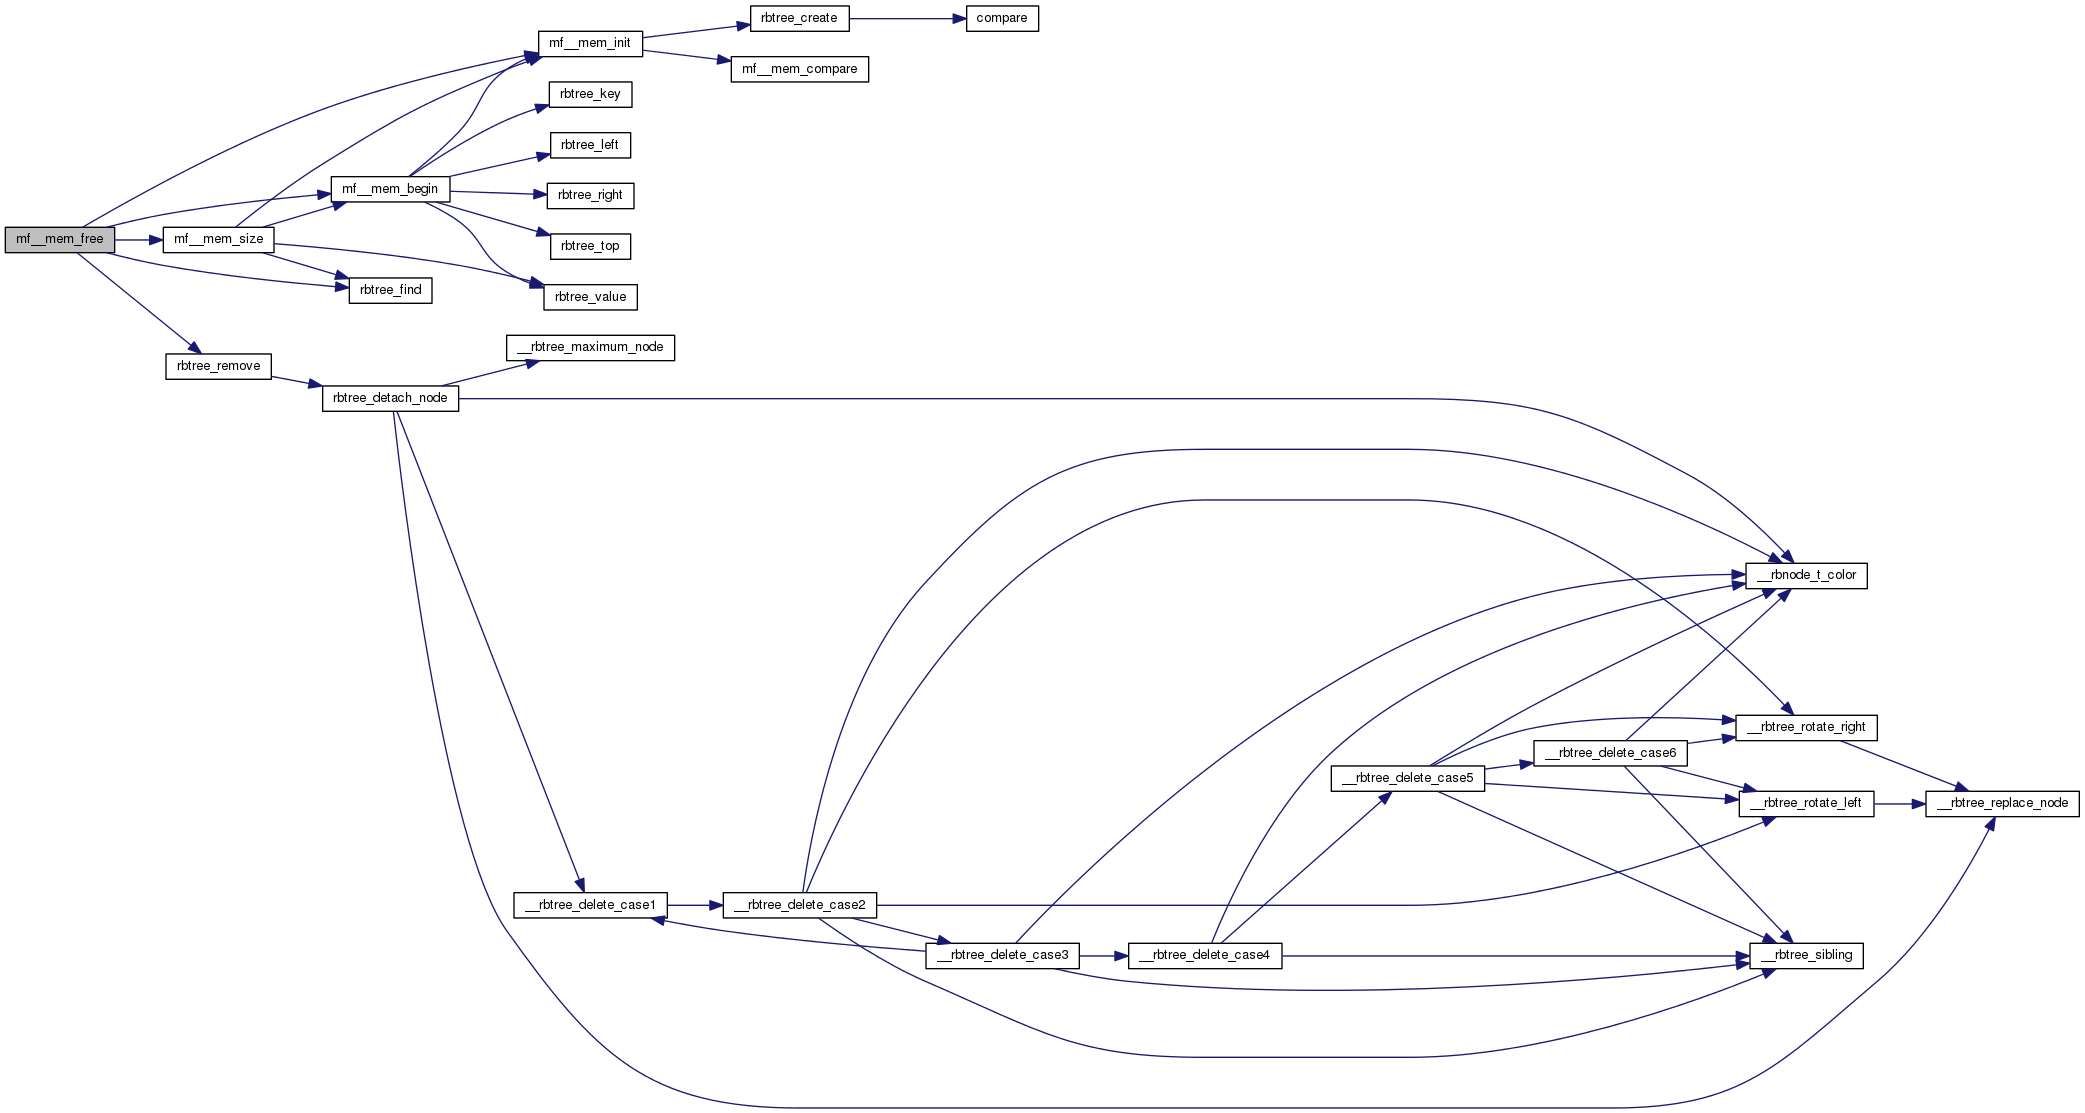 rbtree_create
compare
mf__mem_init
mf__mem_compare
rbtree_key
rbtree_left
mf__mem_begin
rbtree_right
mf__mem_free
mf__mem_size
rbtree_top
rbtree_find
rbtree_value
__rbtree_maximum_node
rbtree_remove
rbtree_detach_node
__rbnode_t_color
__rbtree_rotate_right
__rbtree_delete_case6
__rbtree_delete_case5
__rbtree_rotate_left
__rbtree_replace_node
__rbtree_delete_case1
__rbtree_delete_case2
__rbtree_delete_case3
__rbtree_delete_case4
__rbtree_sibling